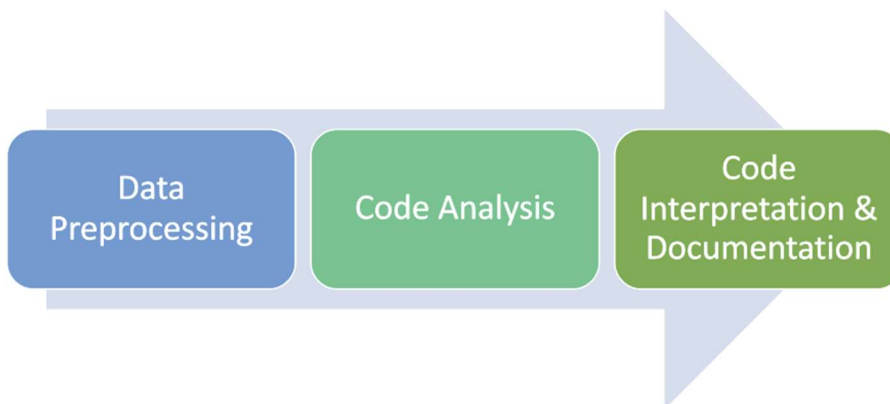 Data
Preprocessing
Code Analysis
Code
Interpretation &
Documentation